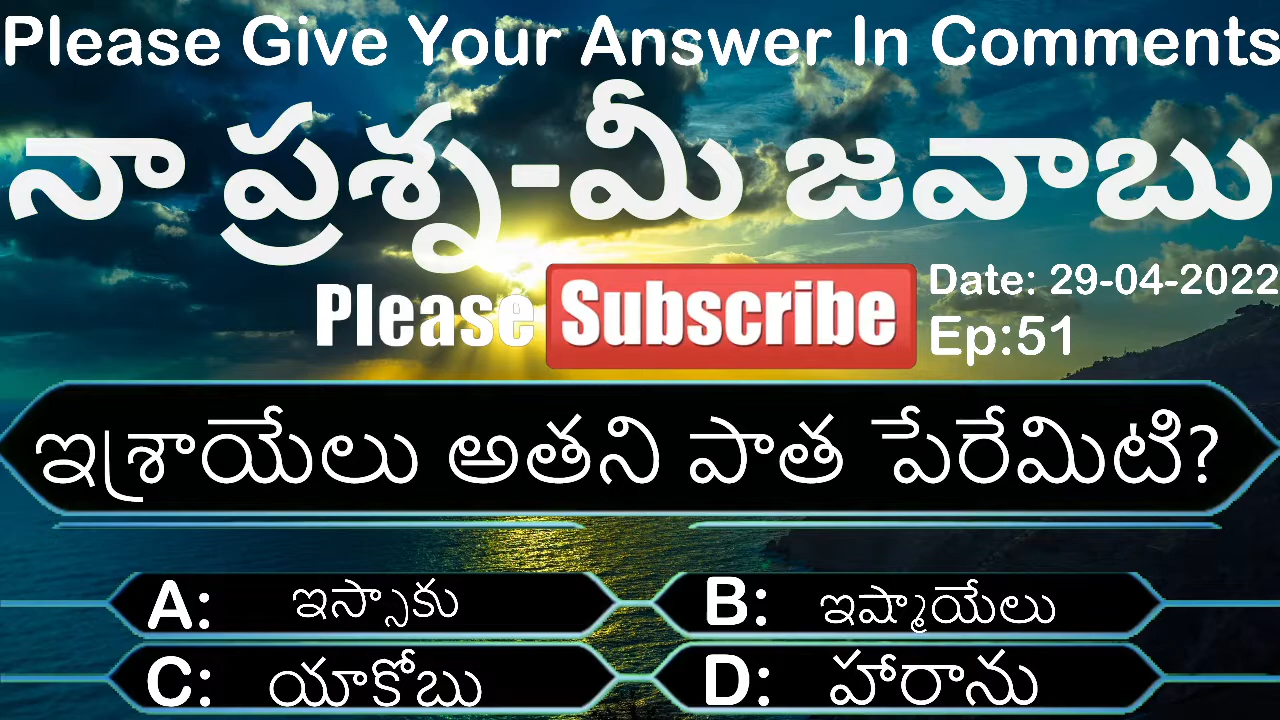 Please Give Your Answer In Comments
నా ప్రశ్న-మీ జవాబు
Please Subscribe
Date: 29-04-2022
Ep:51
ఇశ్రాయేలు అతని పాత పేరేమిటి?
A: ఇస్సాకు
B: ఇష్మాయేలు
C: యాకోబు
D: హారాను